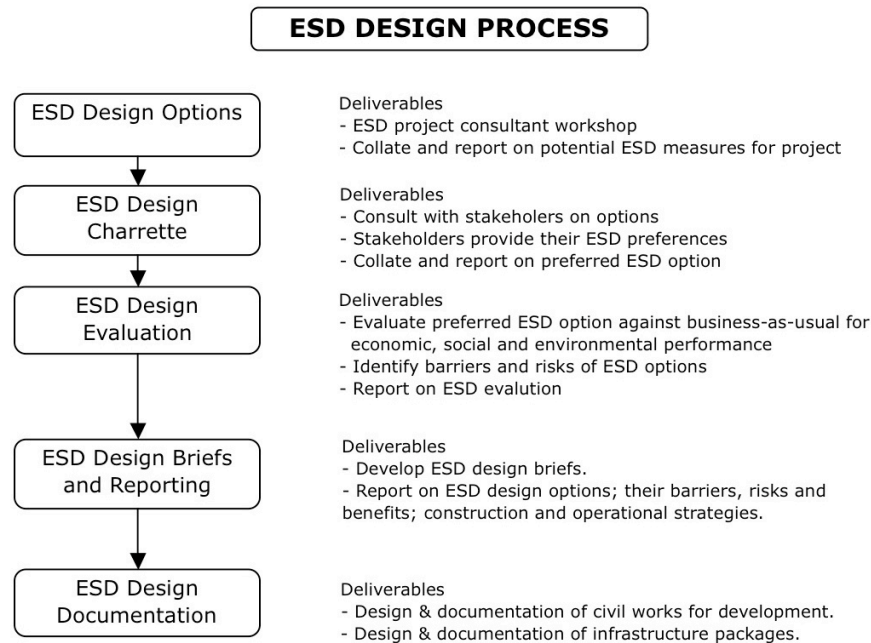 ESD DESIGN PROCESS
ESD Design Options
Deliverables
- ESD project consultant workshop
- Collate and report on potential ESD measures for project
ESD Design
Charrette
Deliverables
- Consult with stakeholers on options
- Stakeholders provide their ESD preferences
- Collate and report on preferred ESD option
ESD Design
Evaluation
Deliverables
- Evaluate preferred ESD option against business-as-usual for
economic, social and environmental performance
- Identify barriers and risks of ESD options
- Report on ESD evalution
ESD Design Briefs
and Reporting
Deliverables
- Develop ESD design briefs.
- Report on ESD design options; their barriers, risks and
benefits; construction and operational strategies.
ESD Design
Documentation
Deliverables
- Design & documentation of civil works for development.
- Design & documentation of infrastructure packages.